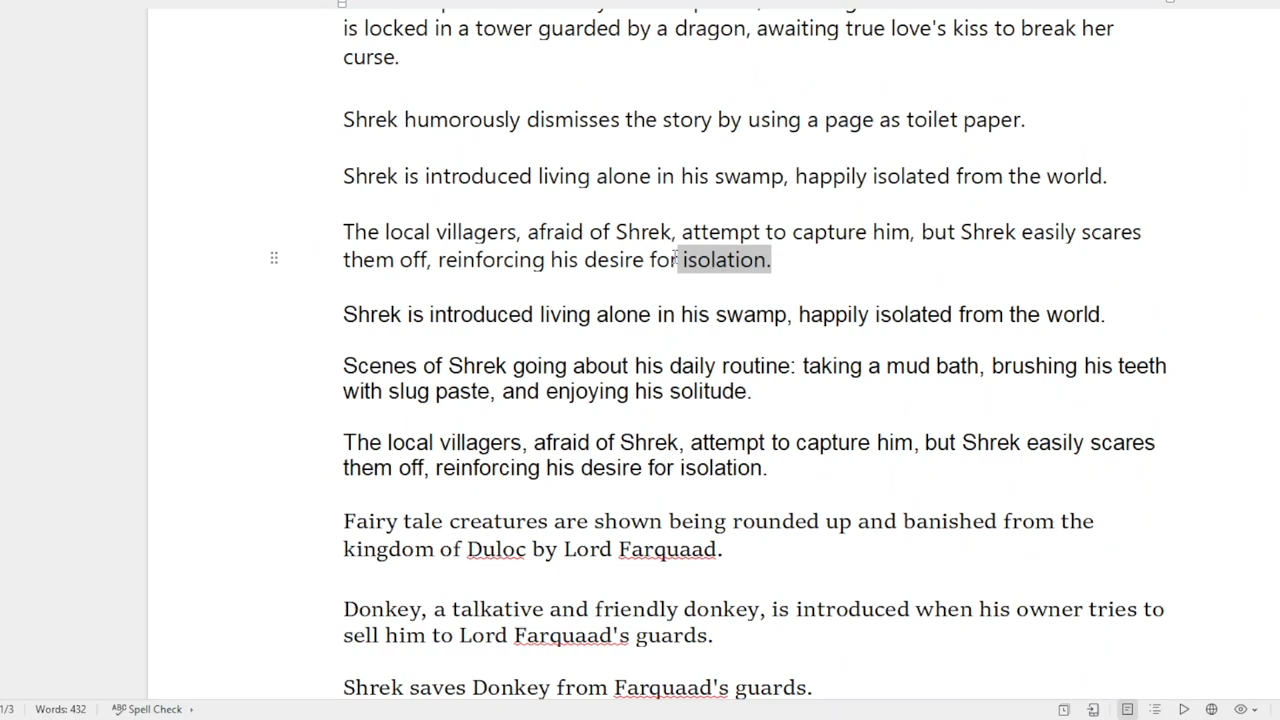 is locked in a tower guarded by a dragon, awaiting true love's kiss to break her
curse.
Shrek humorously dismisses the story by using a page as toilet paper.
Shrek is introduced living alone in his swamp, happily isolated from the world.
The local villagers, afraid of Shrek, attempt to capture him, but Shrek easily scares
them off, reinforcing his desire for isolation.
Shrek is introduced living alone in his swamp, happily isolated from the world.
Scenes of Shrek going about his daily routine: taking a mud bath, brushing his teeth
with slug paste, and enjoying his solitude.
The local villagers, afraid of Shrek, attempt to capture him, but Shrek easily scares
them off, reinforcing his desire for isolation.
Fairy tale creatures are shown being rounded up and banished from the
kingdom of Duloc by Lord Farquaad.
Donkey, a talkative and friendly donkey, is introduced when his owner tries to
sell him to Lord Farquaad's guards.
Shrek saves Donkey from Farquaad's guards.
1/3 Words: 432 ABC Spell Check